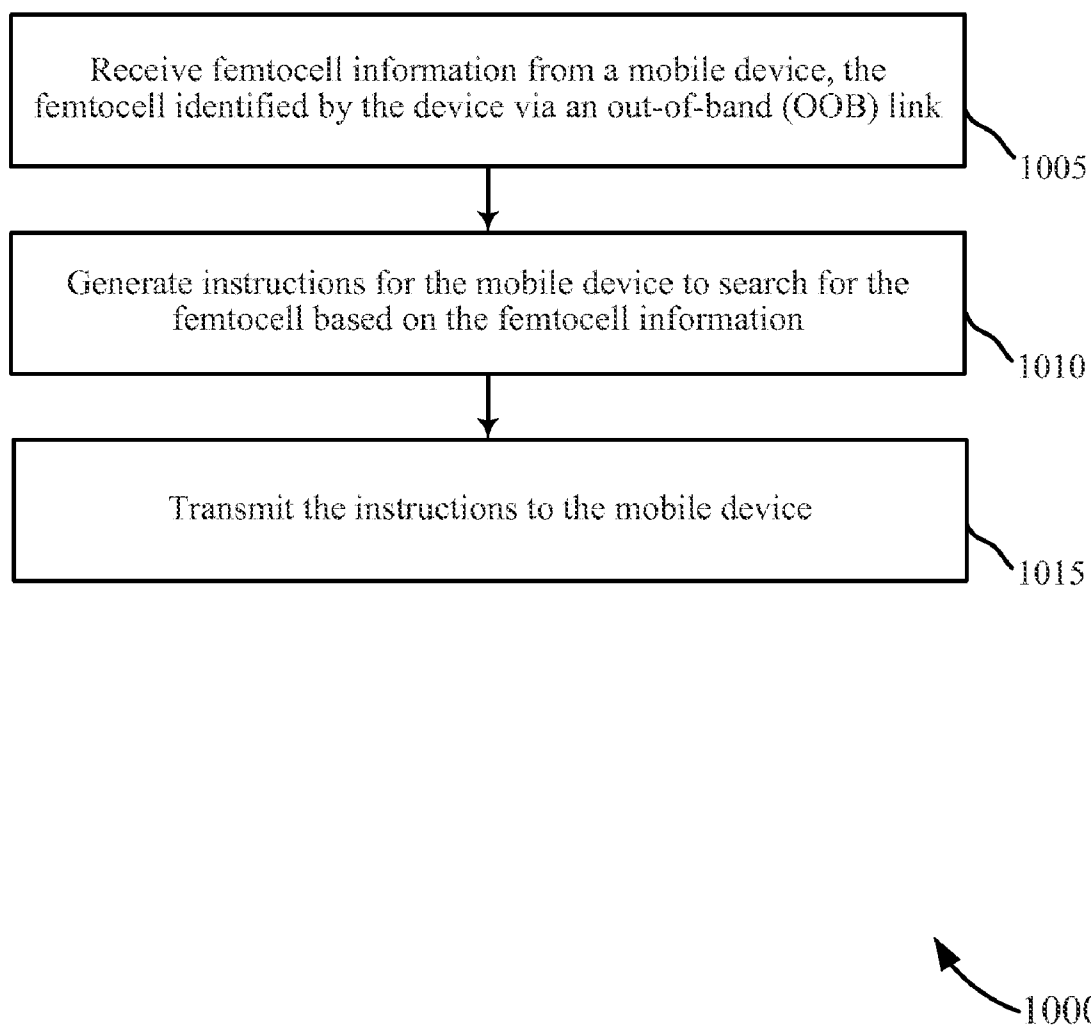 Receive femtocell information from a mobile device, the
femtocell identified by the device via an out-of-band (OOB) link
1005
Generate instructions for the mobile device to search for the
femtocell based on the femtocell information
1010
Transmit the instructions to the mobile device
1015
1000